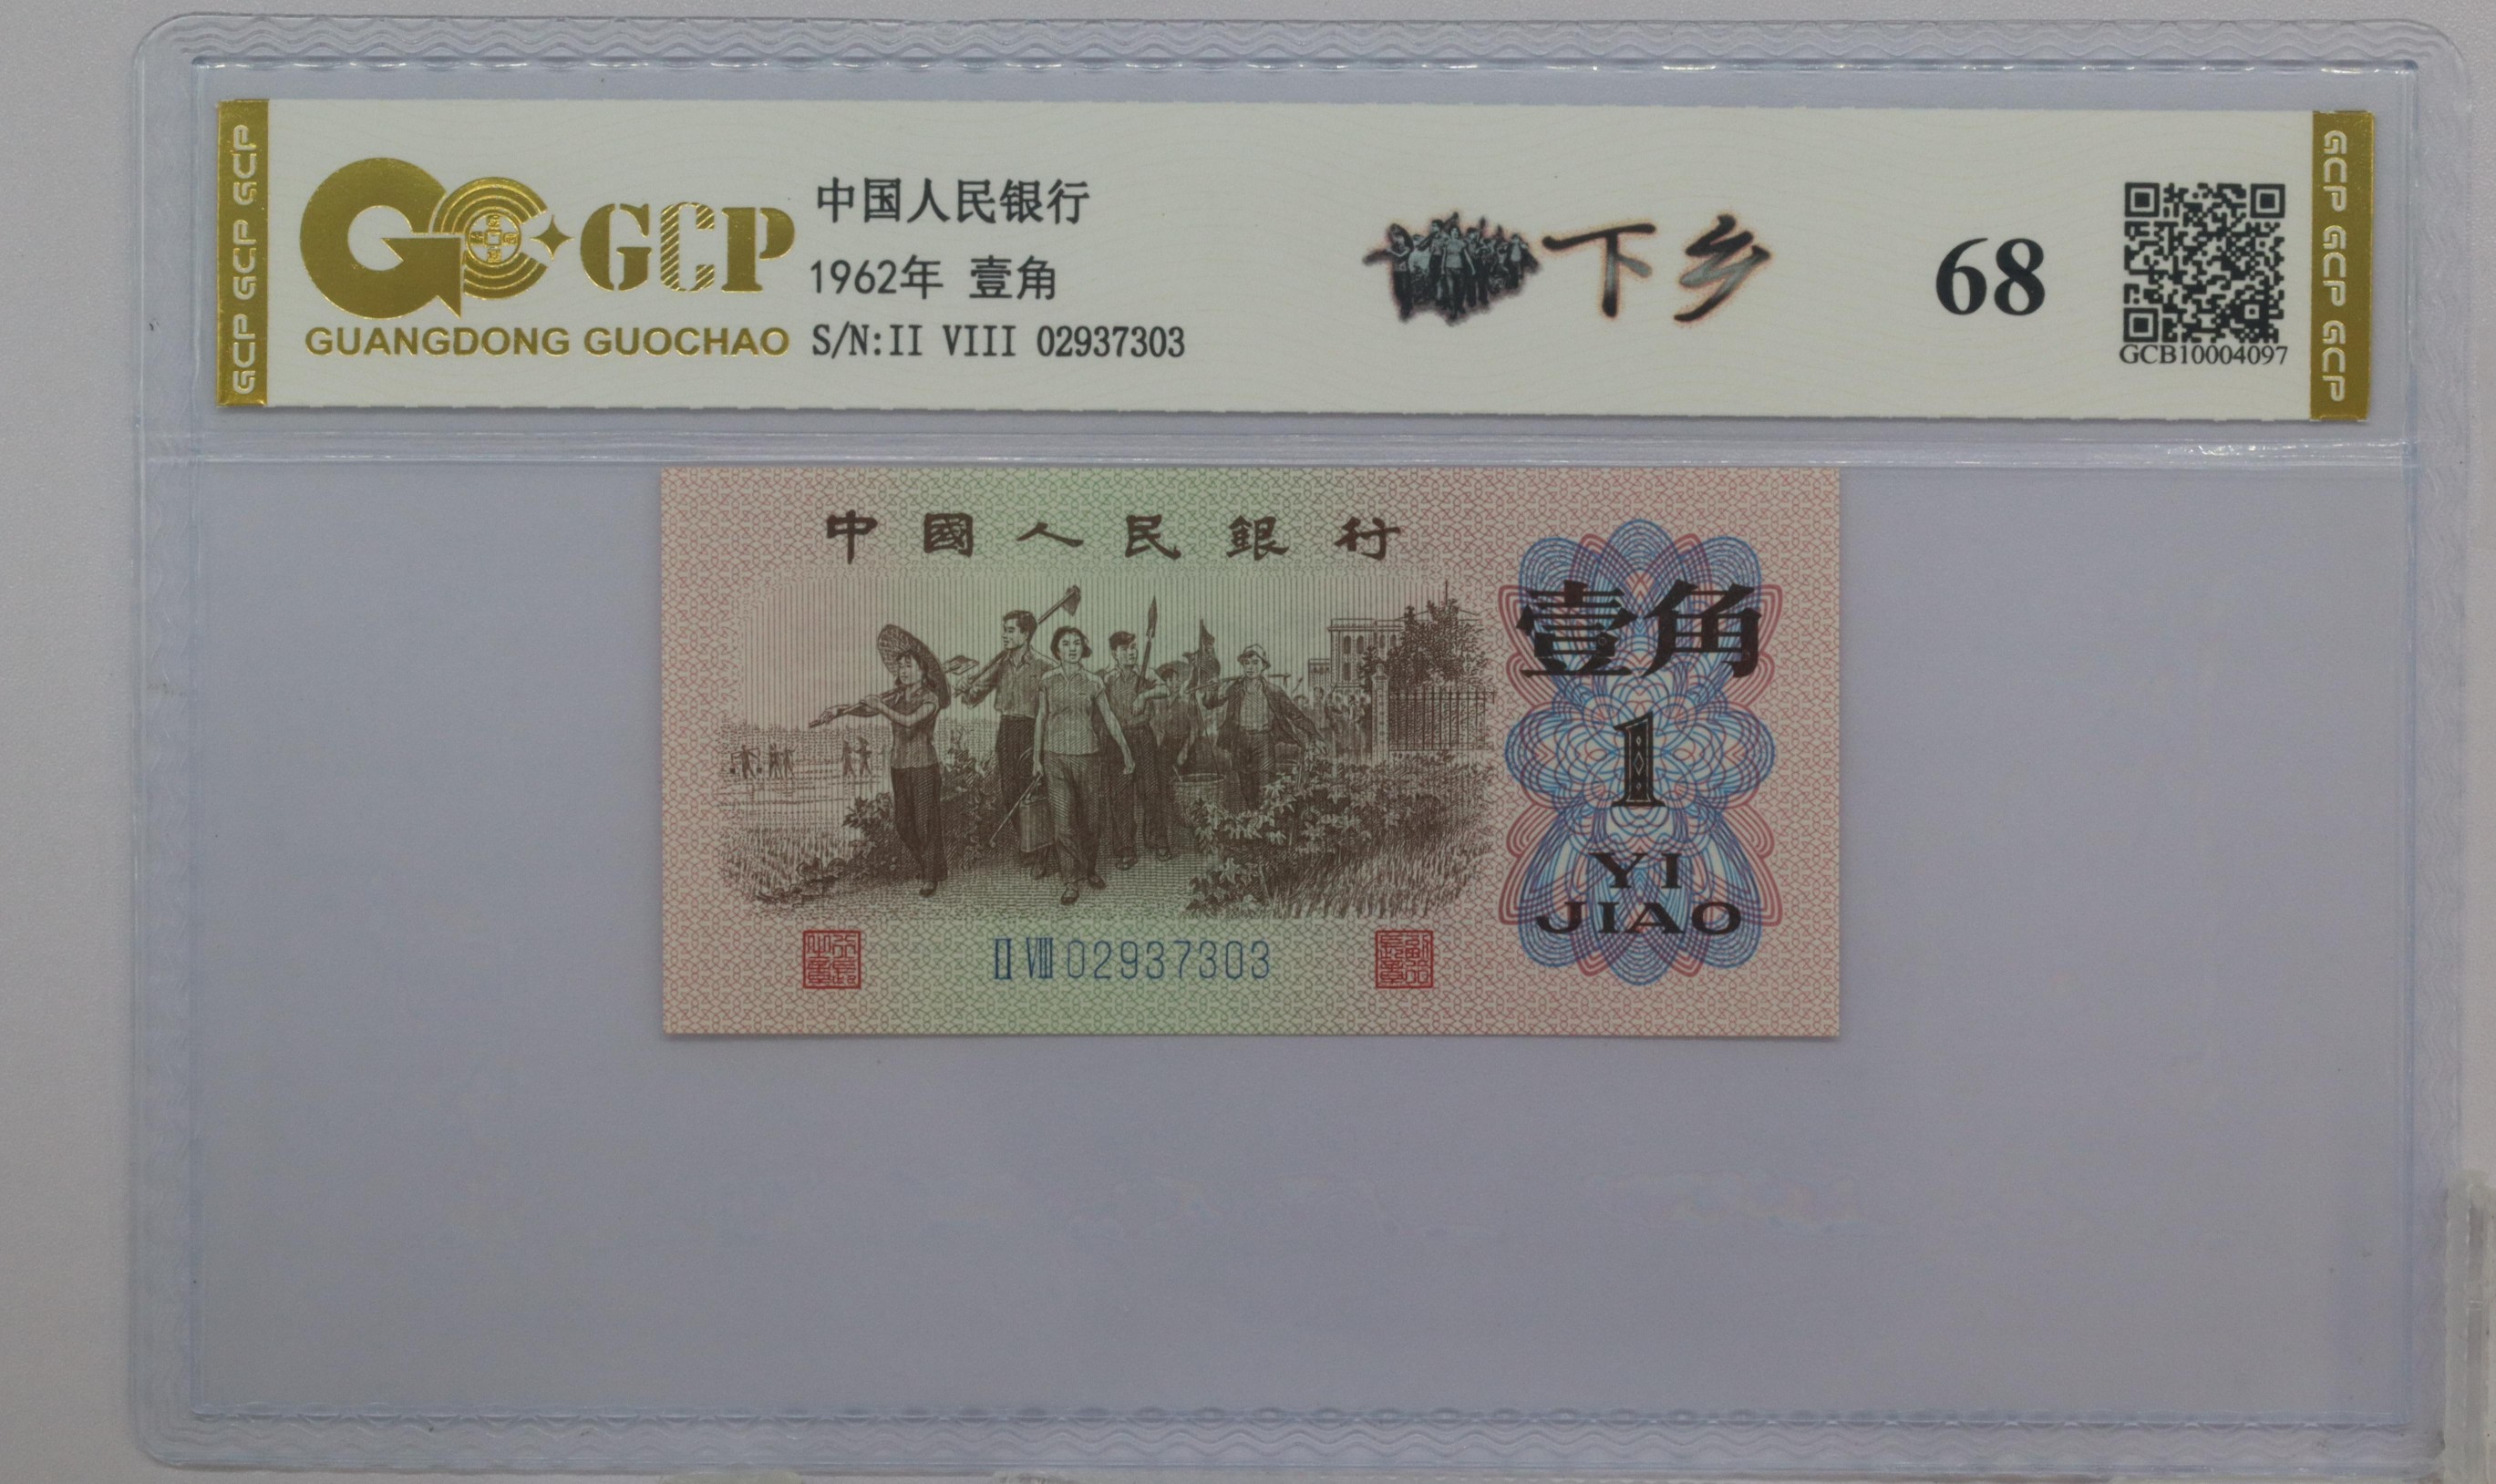 GCP GCP GCP
GCP
GUANGDONG GUOCHAO
中国人民银行
1962年 壹角
S/N:II VIII 02937303
下乡
68
GCB10004097
GCP GCP GCP
中國人民銀行
壹角
1
YI
JIAO
II VIII 02937303